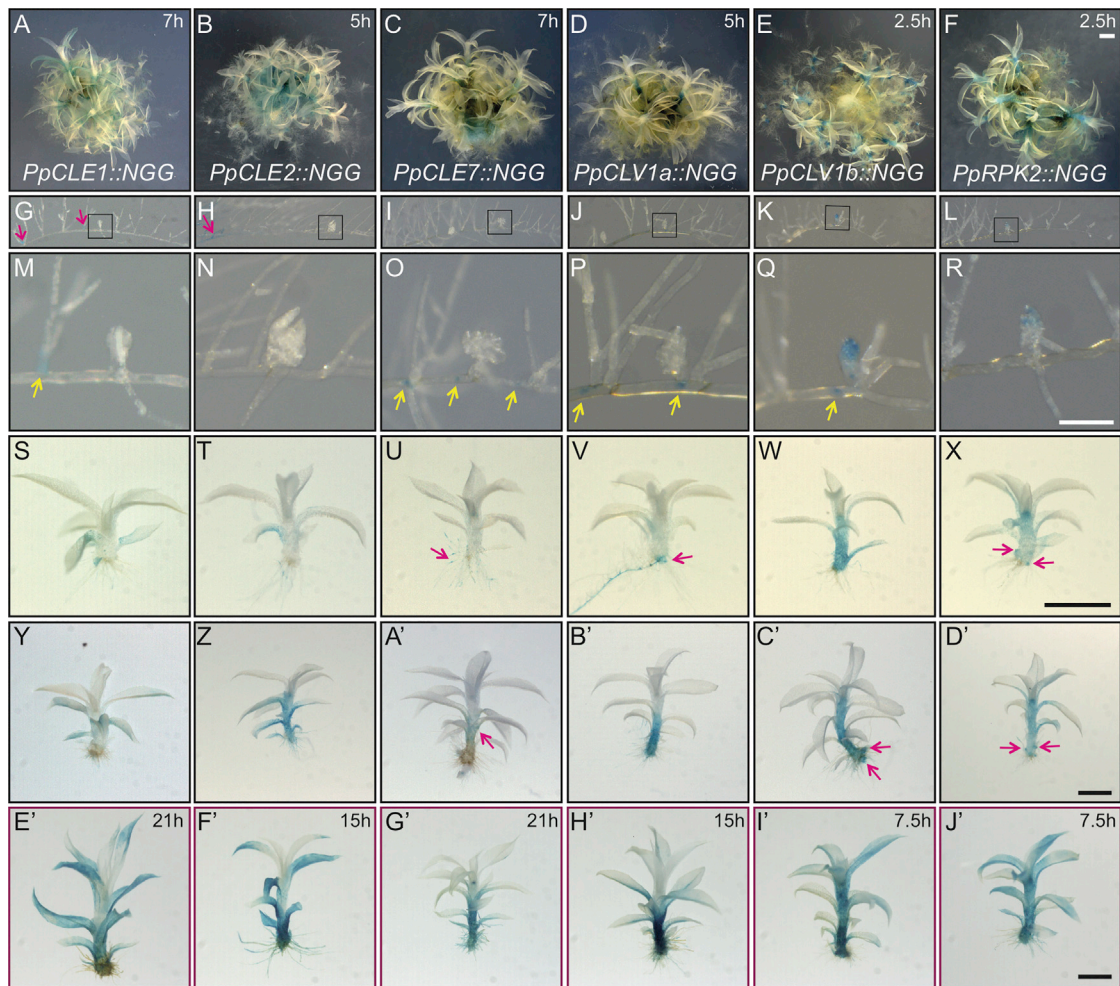 A 7h B 5h C 7h D 5h E 2.5h F 2.5h
PpCLE1::NGG PpCLE2::NGG PpCLE7::NGG PpCLV1a::NGG PpCLV1b::NGG PpRPK2::NGG
G H I J K L
M N O P Q R
S T U V W X
Y Z A’ B’ C’ D’
E’ 21h F’ 15h G’ 21h H’ 15h I’ 7.5h J’ 7.5h